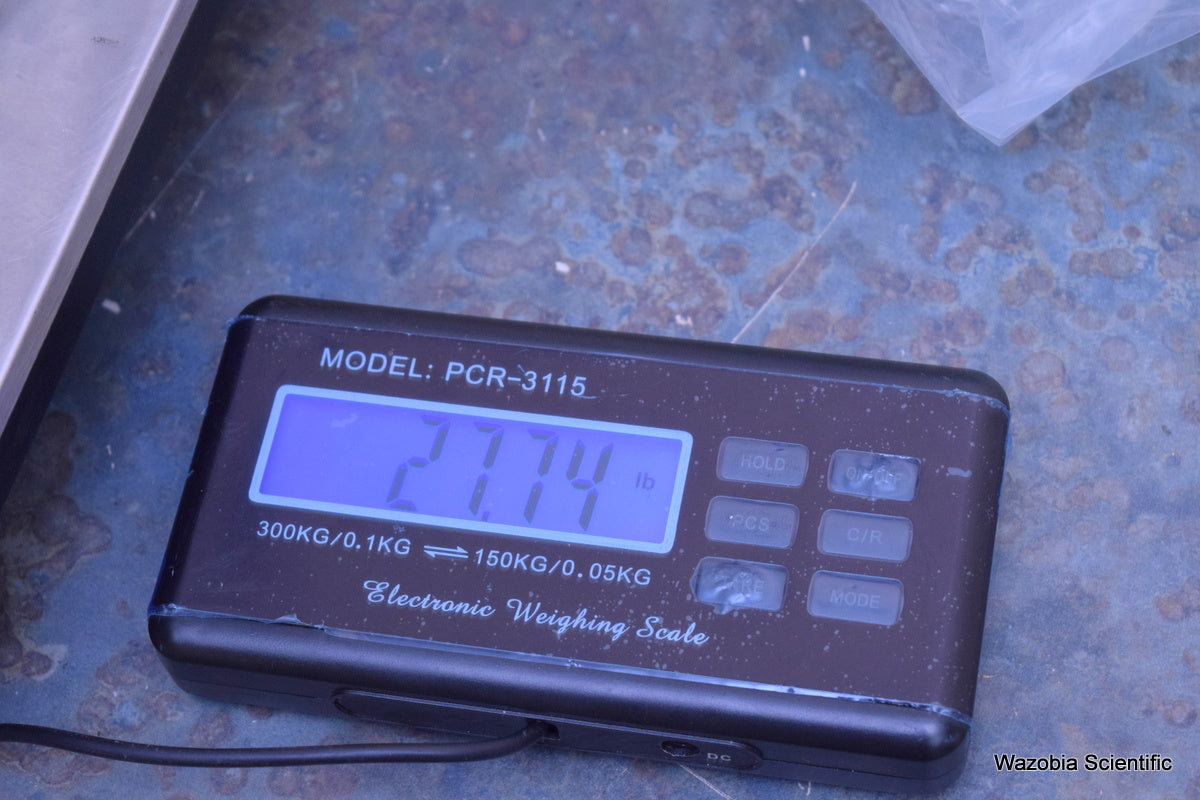 MODEL: PCR-3115
27.74 lb
HOLD
PCS
C/R
MODE
300KG/0.1KG ⇌ 150KG/0.05KG
Electronic Weighing Scale
DC
Wazobia Scientific